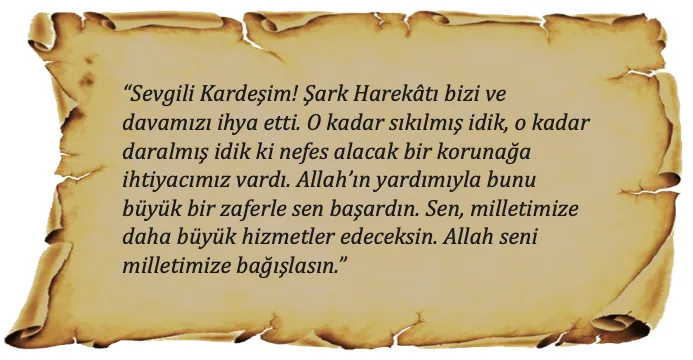 “Sevgili Kardeşim! Şark Harekâtı bizi ve
davamızı ihya etti. O kadar sıkılmış idik, o kadar
daralmış idik ki nefes alacak bir korunağa
ihtiyacımız vardı. Allah’ın yardımıyla bunu
büyük bir zaferle sen başardın. Sen, milletimize
daha büyük hizmetler edeceksin. Allah seni
milletimize bağışlasın.”